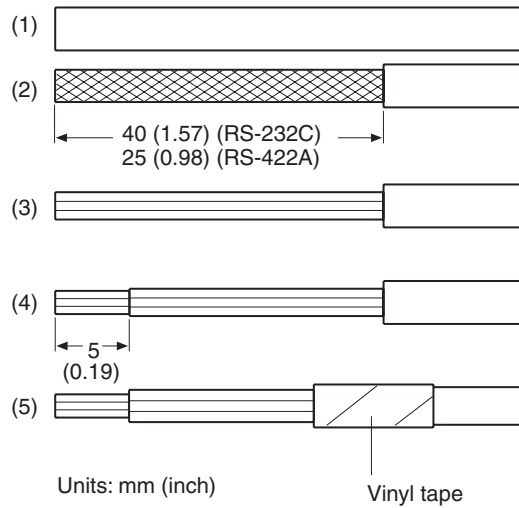 (1)
(2)
40 (1.57) (RS-232C)
25 (0.98) (RS-422A)
(3)
(4)
5
(0.19)
(5)
Units: mm (inch)
Vinyl tape